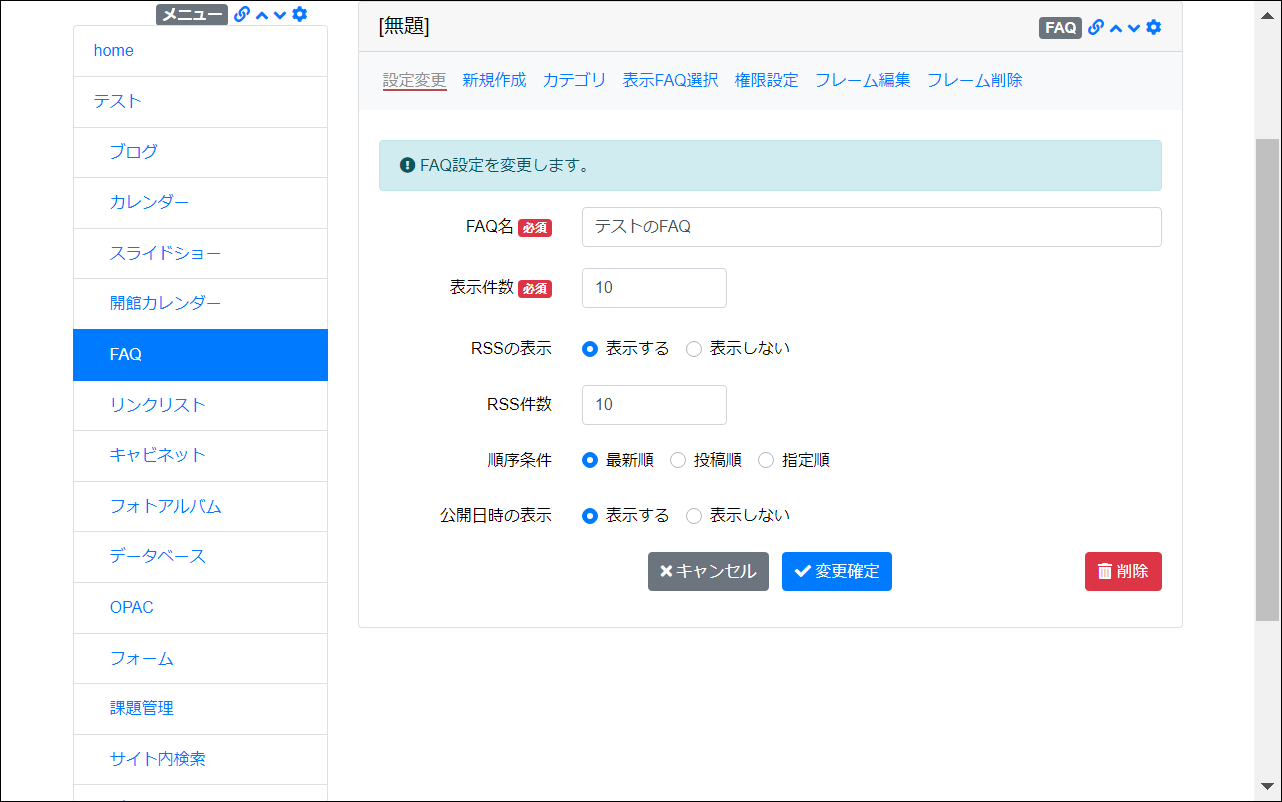 メニュー
home
テスト
ブログ
カレンダー
スライドショー
開館カレンダー
FAQ
リンクリスト
キャビネット
フォトアルバム
データベース
OPAC
フォーム
課題管理
サイト内検索
[無題]
FAQ
設定変更 新規作成 カテゴリ 表示FAQ選択 権限設定 フレーム編集 フレーム削除
FAQ設定を変更します。
FAQ名 必須 テストのFAQ
表示件数 必須 10
RSSの表示 表示する 表示しない
RSS件数 10
順序条件 最新順 投稿順 指定順
公開日時の表示 表示する 表示しない
キャンセル 変更確定 削除